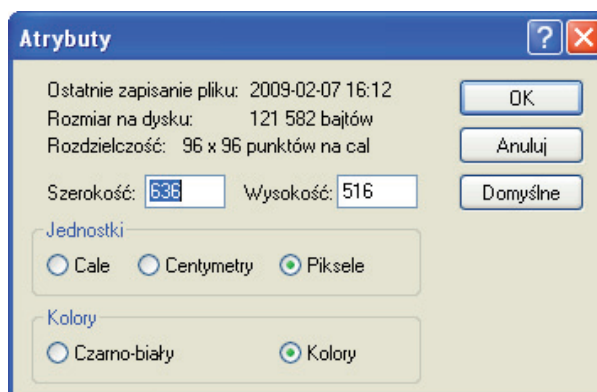 Atrybuty
Ostatnie zapisanie pliku: 2009-02-07 16:12
Rozmiar na dysku: 121 582 bajtów
Rozdzielczość: 96 x 96 punktów na cal
Szerokość: 636 Wysokość: 516
Jednostki
Cale Centymetry Piksele
Kolory
Czarno-biały Kolory
OK
Anuluj
Domyślne